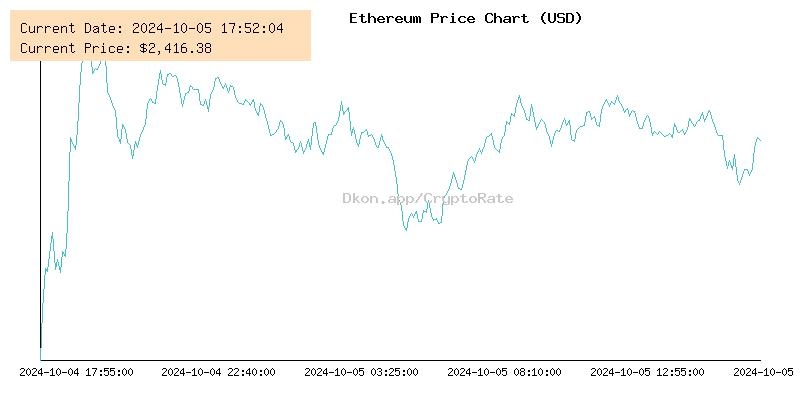 Ethereum Price Chart (USD)
Current Date: 2024-10-05 17:52:04
Current Price: $2,416.38
Dkon.app/CryptoRate
2024-10-04 17:55:00 2024-10-04 22:40:00 2024-10-05 03:25:00 2024-10-05 08:10:00 2024-10-05 12:55:00 2024-10-05